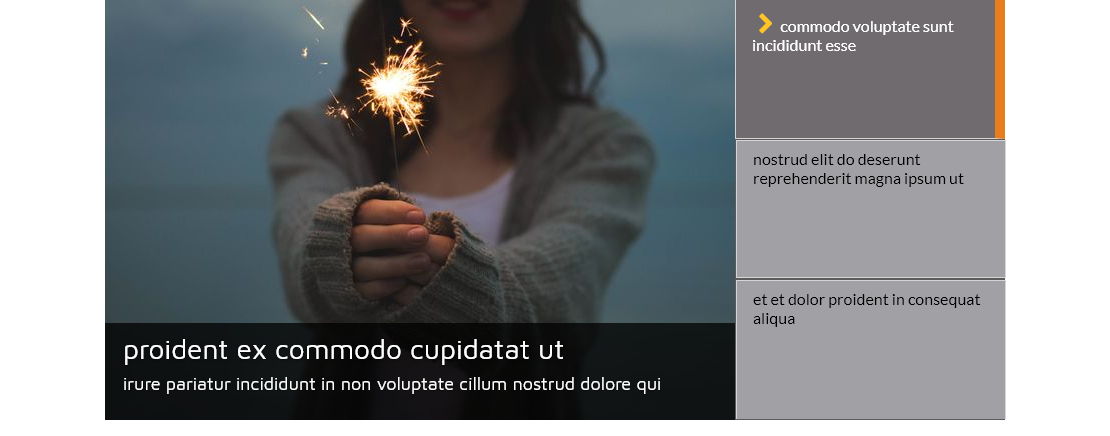 proident ex commodo cupidatat ut
irure pariatur incididunt in non voluptate cillum nostrud dolore qui
commodo voluptate sunt
incididunt esse
nostrud elit do deserunt
reprehenderit magna ipsum ut
et et dolor proident in consequat
aliqua